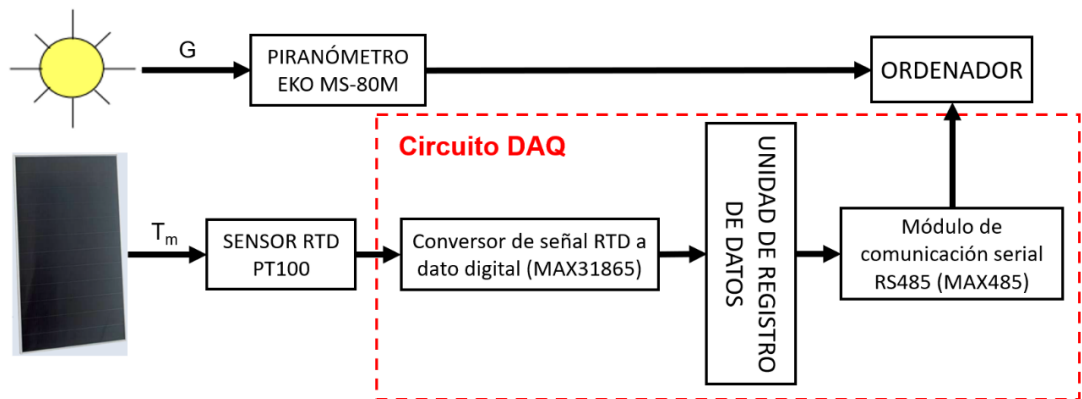 G
PIRANÓMETRO
EKO MS-80M
ORDENADOR
Circuito DAQ
T_m
SENSOR RTD
PT100
Conversor de señal RTD a
dato digital (MAX31865)
UNIDAD DE REGISTRO
DE DATOS
Módulo de
comunicación serial
RS485 (MAX485)